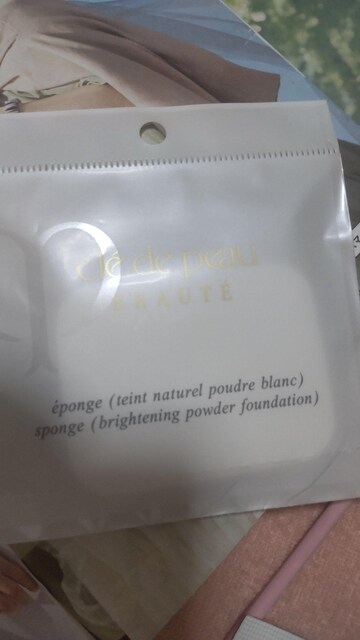 clé de peau
BEAUTÉ
éponge (teint naturel poudre blanc)
sponge (brightening powder foundation)